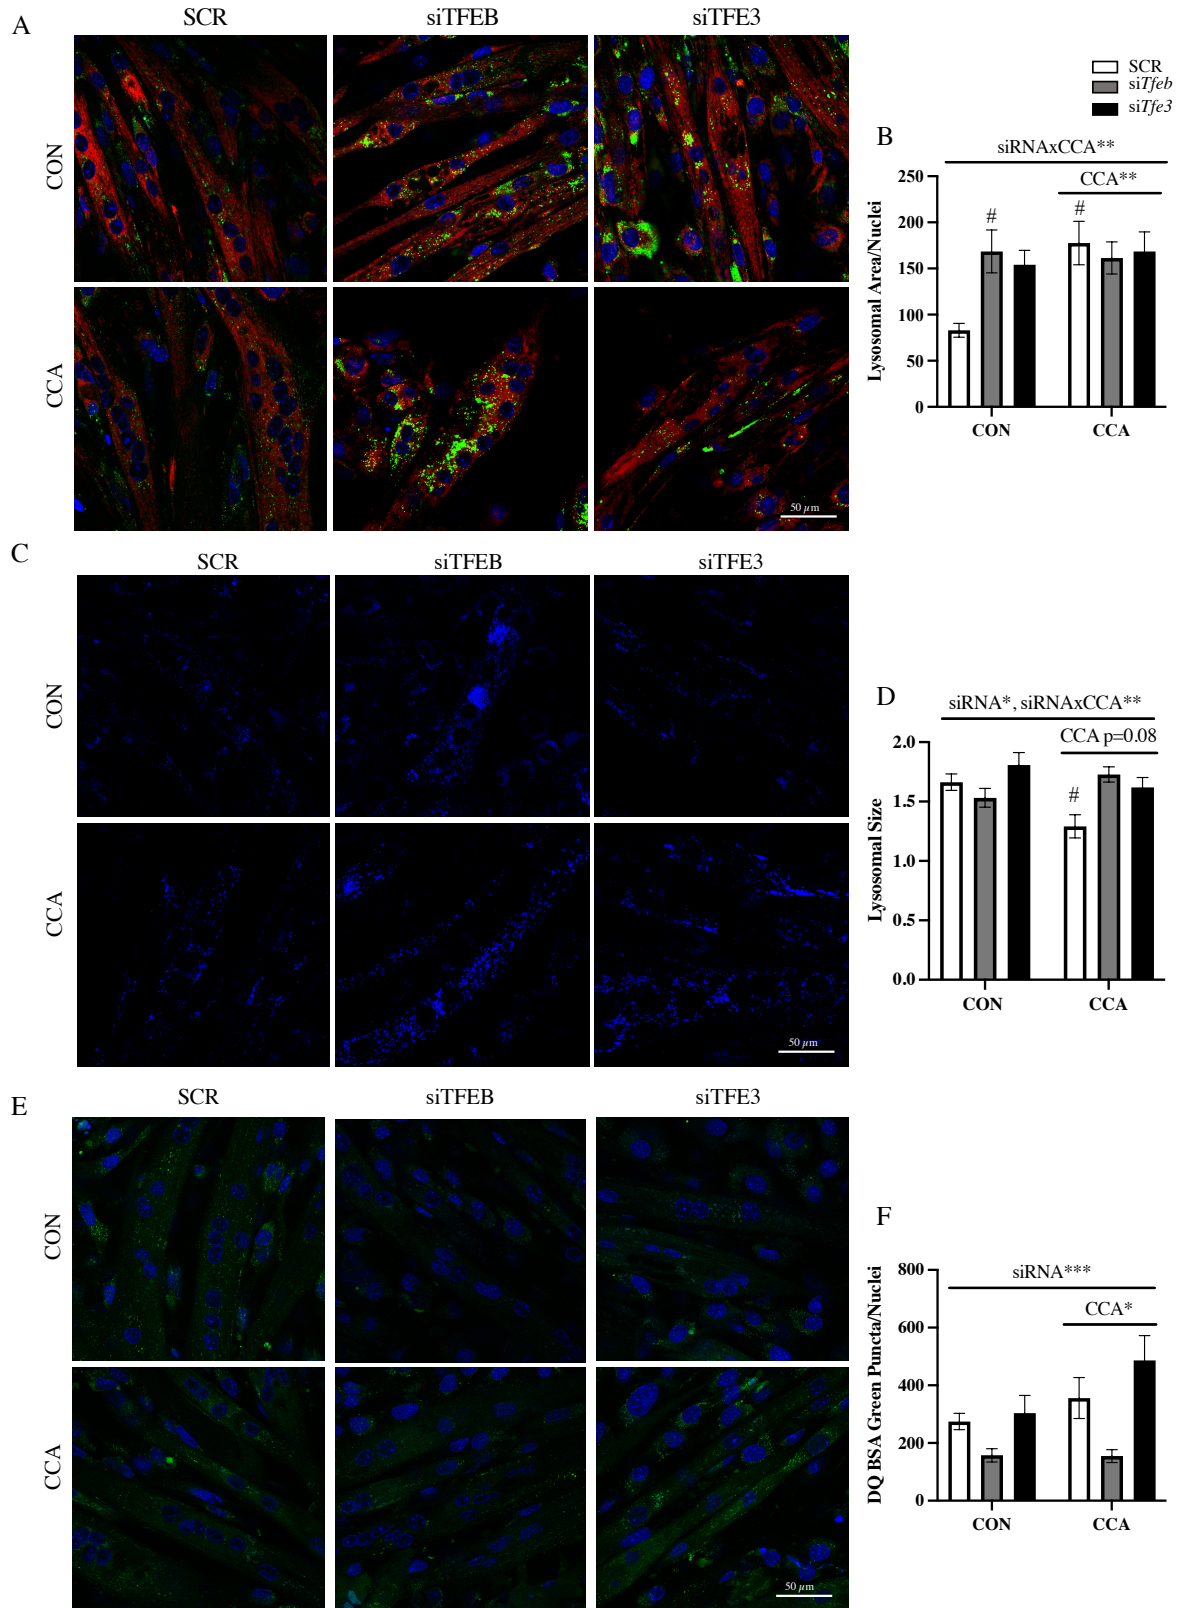 A
SCR siTFEB siTFE3
CON
CCA
50 µm
SCR
siTfeb
siTfe3
B
siRNAxCCA**
CCA**
250
200
150
100
50
0
# #
Lysosomal Area/Nuclei
CON CCA
C
SCR siTFEB siTFE3
CON
CCA
50 µm
D
siRNA*, siRNAxCCA**
CCA p=0.08
2.0
1.5
1.0
0.5
0.0
#
Lysosomal Size
CON CCA
E
SCR siTFEB siTFE3
CON
CCA
50 µm
F
siRNA***
CCA*
800
600
400
200
0
DQ BSA Green Puncta/Nuclei
CON CCA